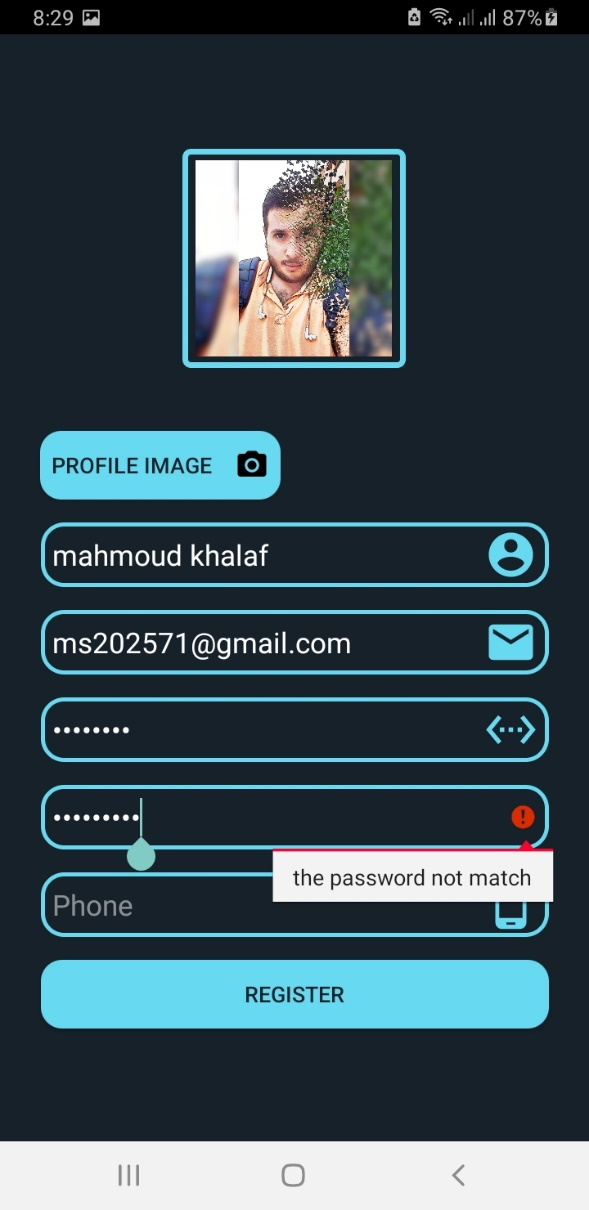 8:29 87%
PROFILE IMAGE
mahmoud khalaf
ms202571@gmail.com
••••••••
•••••••••
the password not match
Phone
REGISTER